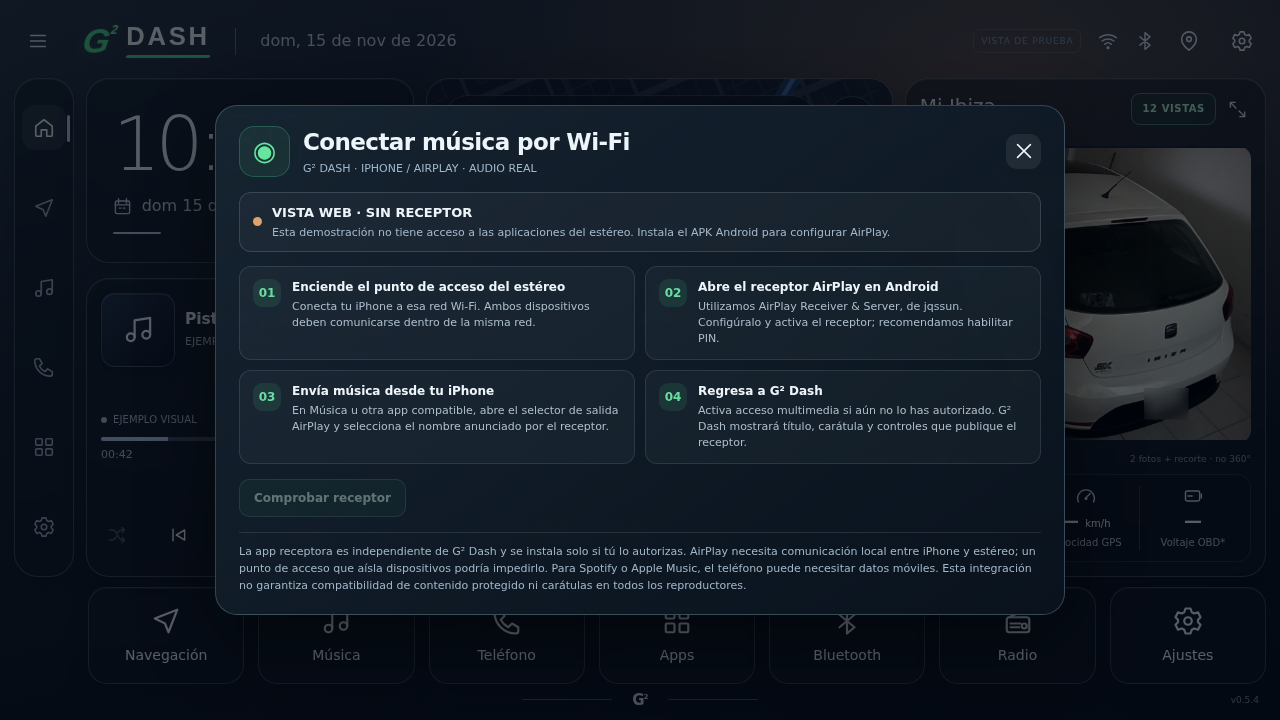 G² DASH
dom, 15 de nov de 2026
VISTA DE PRUEBA
10:
dom 15 d
Mi Ibiza
12 VISTAS
Conectar música por Wi-Fi
G² DASH · IPHONE / AIRPLAY · AUDIO REAL
VISTA WEB · SIN RECEPTOR
Esta demostración no tiene acceso a las aplicaciones del estéreo. Instala el APK Android para configurar AirPlay.
01
Enciende el punto de acceso del estéreo
Conecta tu iPhone a esa red Wi-Fi. Ambos dispositivos
deben comunicarse dentro de la misma red.
02
Abre el receptor AirPlay en Android
Utilizamos AirPlay Receiver & Server, de jqssun.
Configúralo y activa el receptor; recomendamos habilitar
PIN.
03
Envía música desde tu iPhone
En Música u otra app compatible, abre el selector de salida
AirPlay y selecciona el nombre anunciado por el receptor.
04
Regresa a G² Dash
Activa acceso multimedia si aún no lo has autorizado. G²
Dash mostrará título, carátula y controles que publique el
receptor.
Comprobar receptor
La app receptora es independiente de G² Dash y se instala solo si tú lo autorizas. AirPlay necesita comunicación local entre iPhone y estéreo; un
punto de acceso que aísla dispositivos podría impedirlo. Para Spotify o Apple Music, el teléfono puede necesitar datos móviles. Esta integración
no garantiza compatibilidad de contenido protegido ni carátulas en todos los reproductores.
Pist
EJEMP
EJEMPLO VISUAL
00:42
IBIZA
2 fotos + recorte · no 360°
— km/h
ocidad GPS
—
Voltaje OBD*
Navegación
Música
Teléfono
Apps
Bluetooth
Radio
Ajustes
G²
v0.5.4